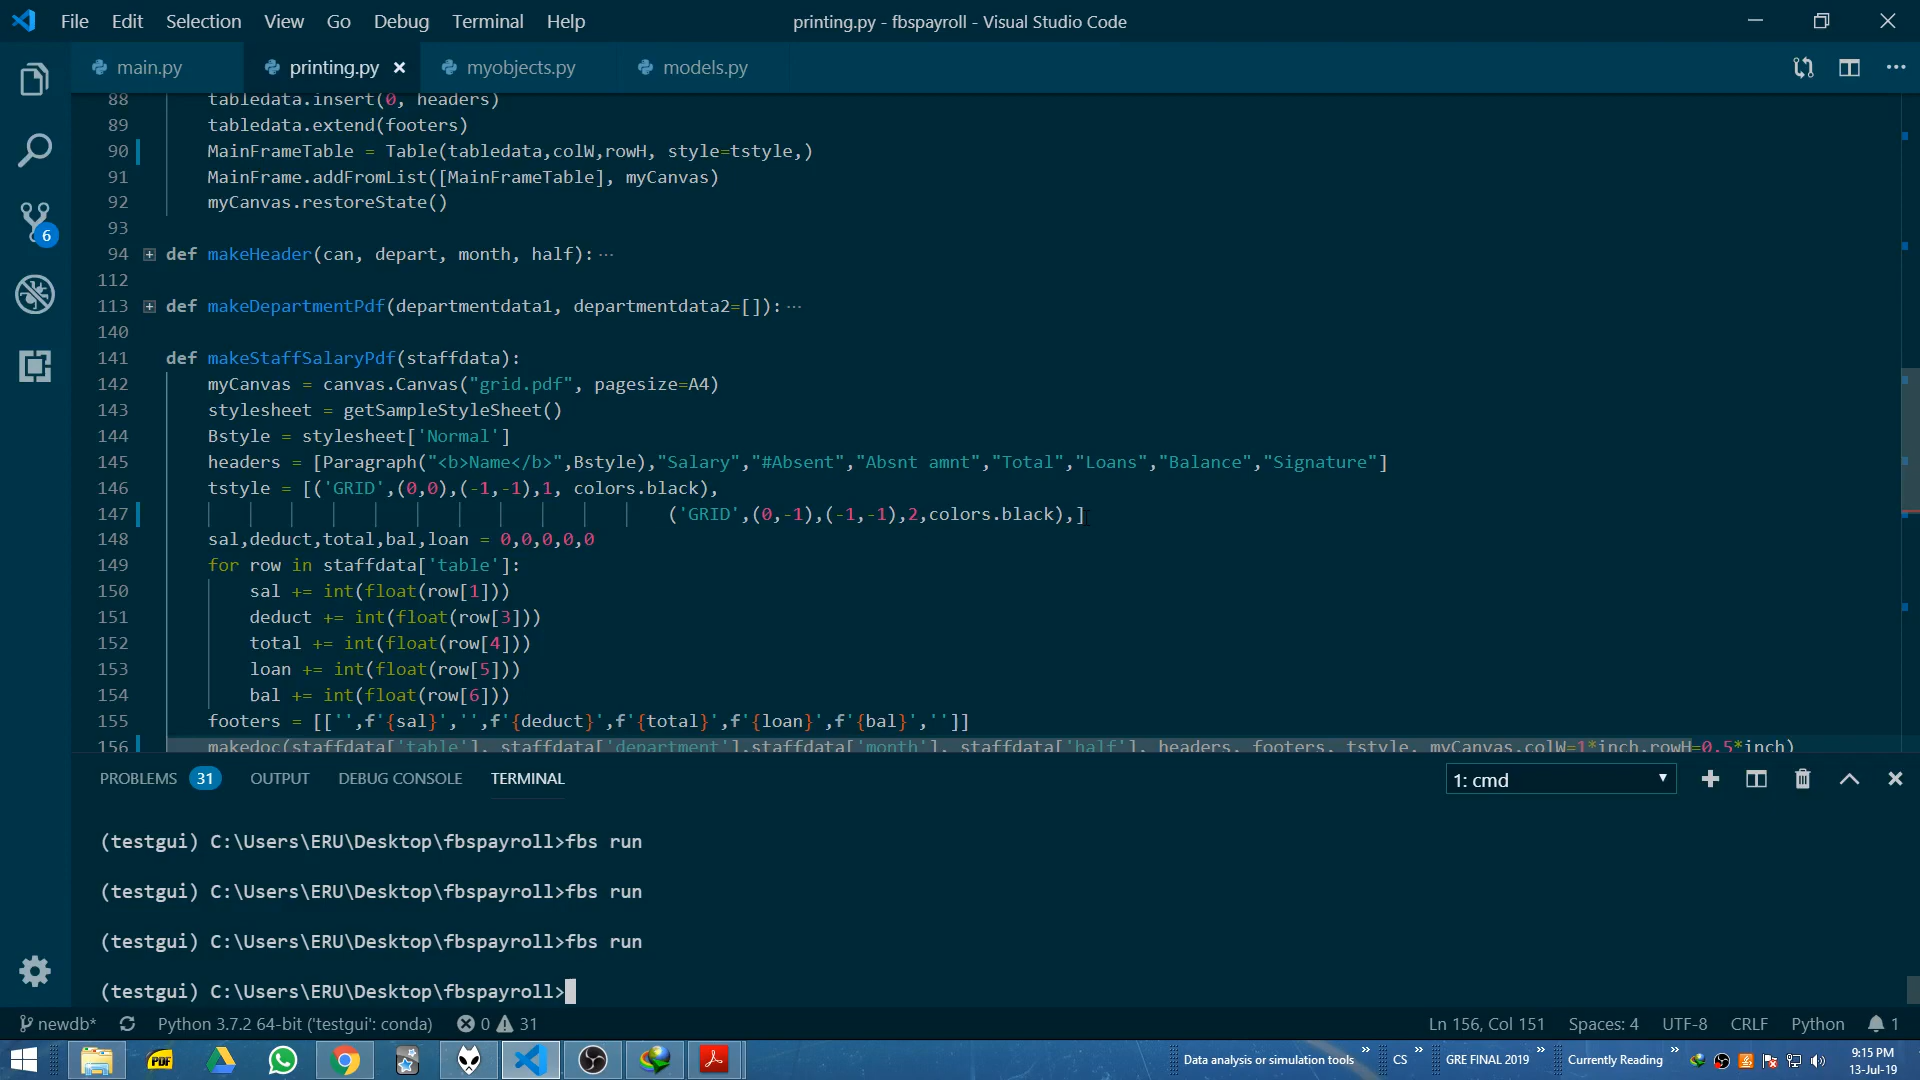 File Edit Selection View Go Debug Terminal Help
printing.py - fbspayroll - Visual Studio Code
main.py
printing.py
myobjects.py
models.py
88 tabledata.insert(0, headers)
89 tabledata.extend(footers)
90 MainFrameTable = Table(tabledata,colW,rowH, style=tstyle,)
91 MainFrame.addFromList([MainFrameTable], myCanvas)
92 myCanvas.restoreState()
93
94 def makeHeader(can, depart, month, half):···
112
113 def makeDepartmentPdf(departmentdata1, departmentdata2=[]):···
140
141 def makeStaffSalaryPdf(staffdata):
142 myCanvas = canvas.Canvas("grid.pdf", pagesize=A4)
143 stylesheet = getSampleStyleSheet()
144 Bstyle = stylesheet['Normal']
145 headers = [Paragraph("<b>Name</b>",Bstyle),"Salary","#Absent","Absnt amnt","Total","Loans","Balance","Signature"]
146 tstyle = [('GRID',(0,0),(-1,-1),1, colors.black),
147 ('GRID',(0,-1),(-1,-1),2,colors.black),]
148 sal,deduct,total,bal,loan = 0,0,0,0,0
149 for row in staffdata['table']:
150 sal += int(float(row[1]))
151 deduct += int(float(row[3]))
152 total += int(float(row[4]))
153 loan += int(float(row[5]))
154 bal += int(float(row[6]))
155 footers = [['',f'{sal}','',f'{deduct}',f'{total}',f'{loan}',f'{bal}','']]
156 makedoc(staffdata['table'], staffdata['department'],staffdata['month'], staffdata['half'], headers, footers, tstyle, myCanvas,colW=1*inch,rowH=0.5*inch)
6
PROBLEMS 31 OUTPUT DEBUG CONSOLE TERMINAL
1: cmd
(testgui) C:\Users\ERU\Desktop\fbspayroll>fbs run
(testgui) C:\Users\ERU\Desktop\fbspayroll>fbs run
(testgui) C:\Users\ERU\Desktop\fbspayroll>fbs run
(testgui) C:\Users\ERU\Desktop\fbspayroll>
newdb* Python 3.7.2 64-bit ('testgui': conda) 0 31
Ln 156, Col 151 Spaces: 4 UTF-8 CRLF Python 1
PDF
Data analysis or simulation tools » CS » GRE FINAL 2019 » Currently Reading »
9:15 PM
13-Jul-19